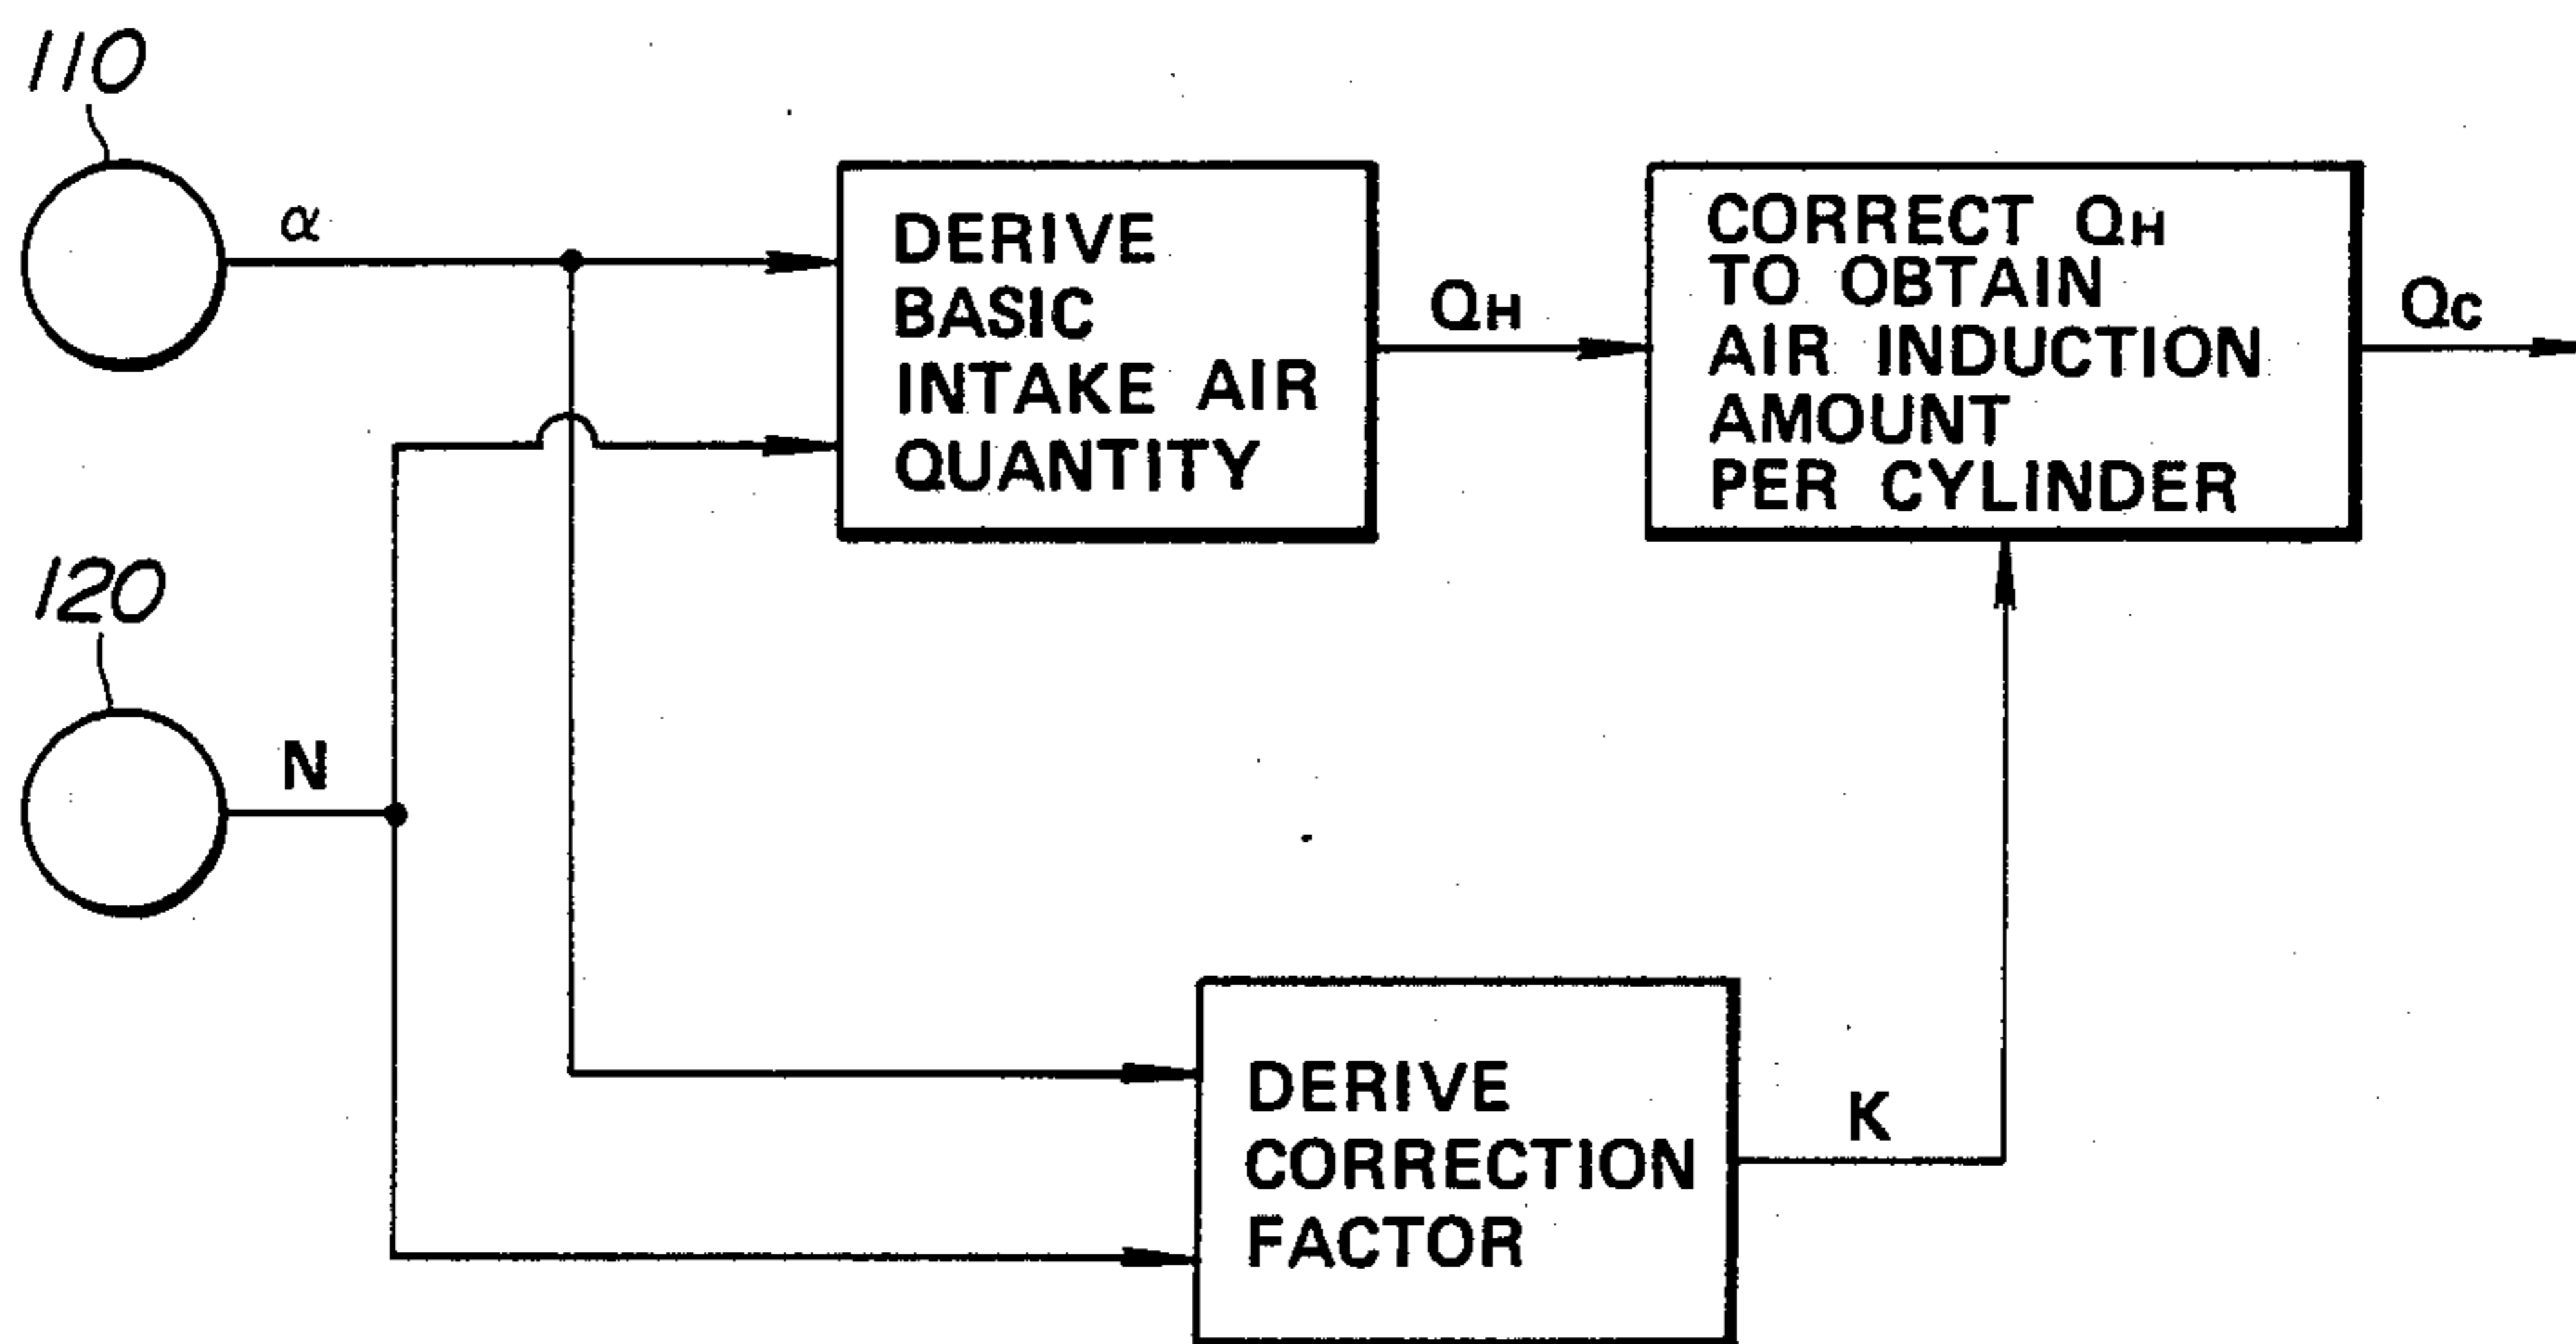 110
α
DERIVE
BASIC
INTAKE AIR
QUANTITY
QH
CORRECT QH
TO OBTAIN
AIR INDUCTION
AMOUNT
PER CYLINDER
QC
120
N
DERIVE
CORRECTION
FACTOR
K